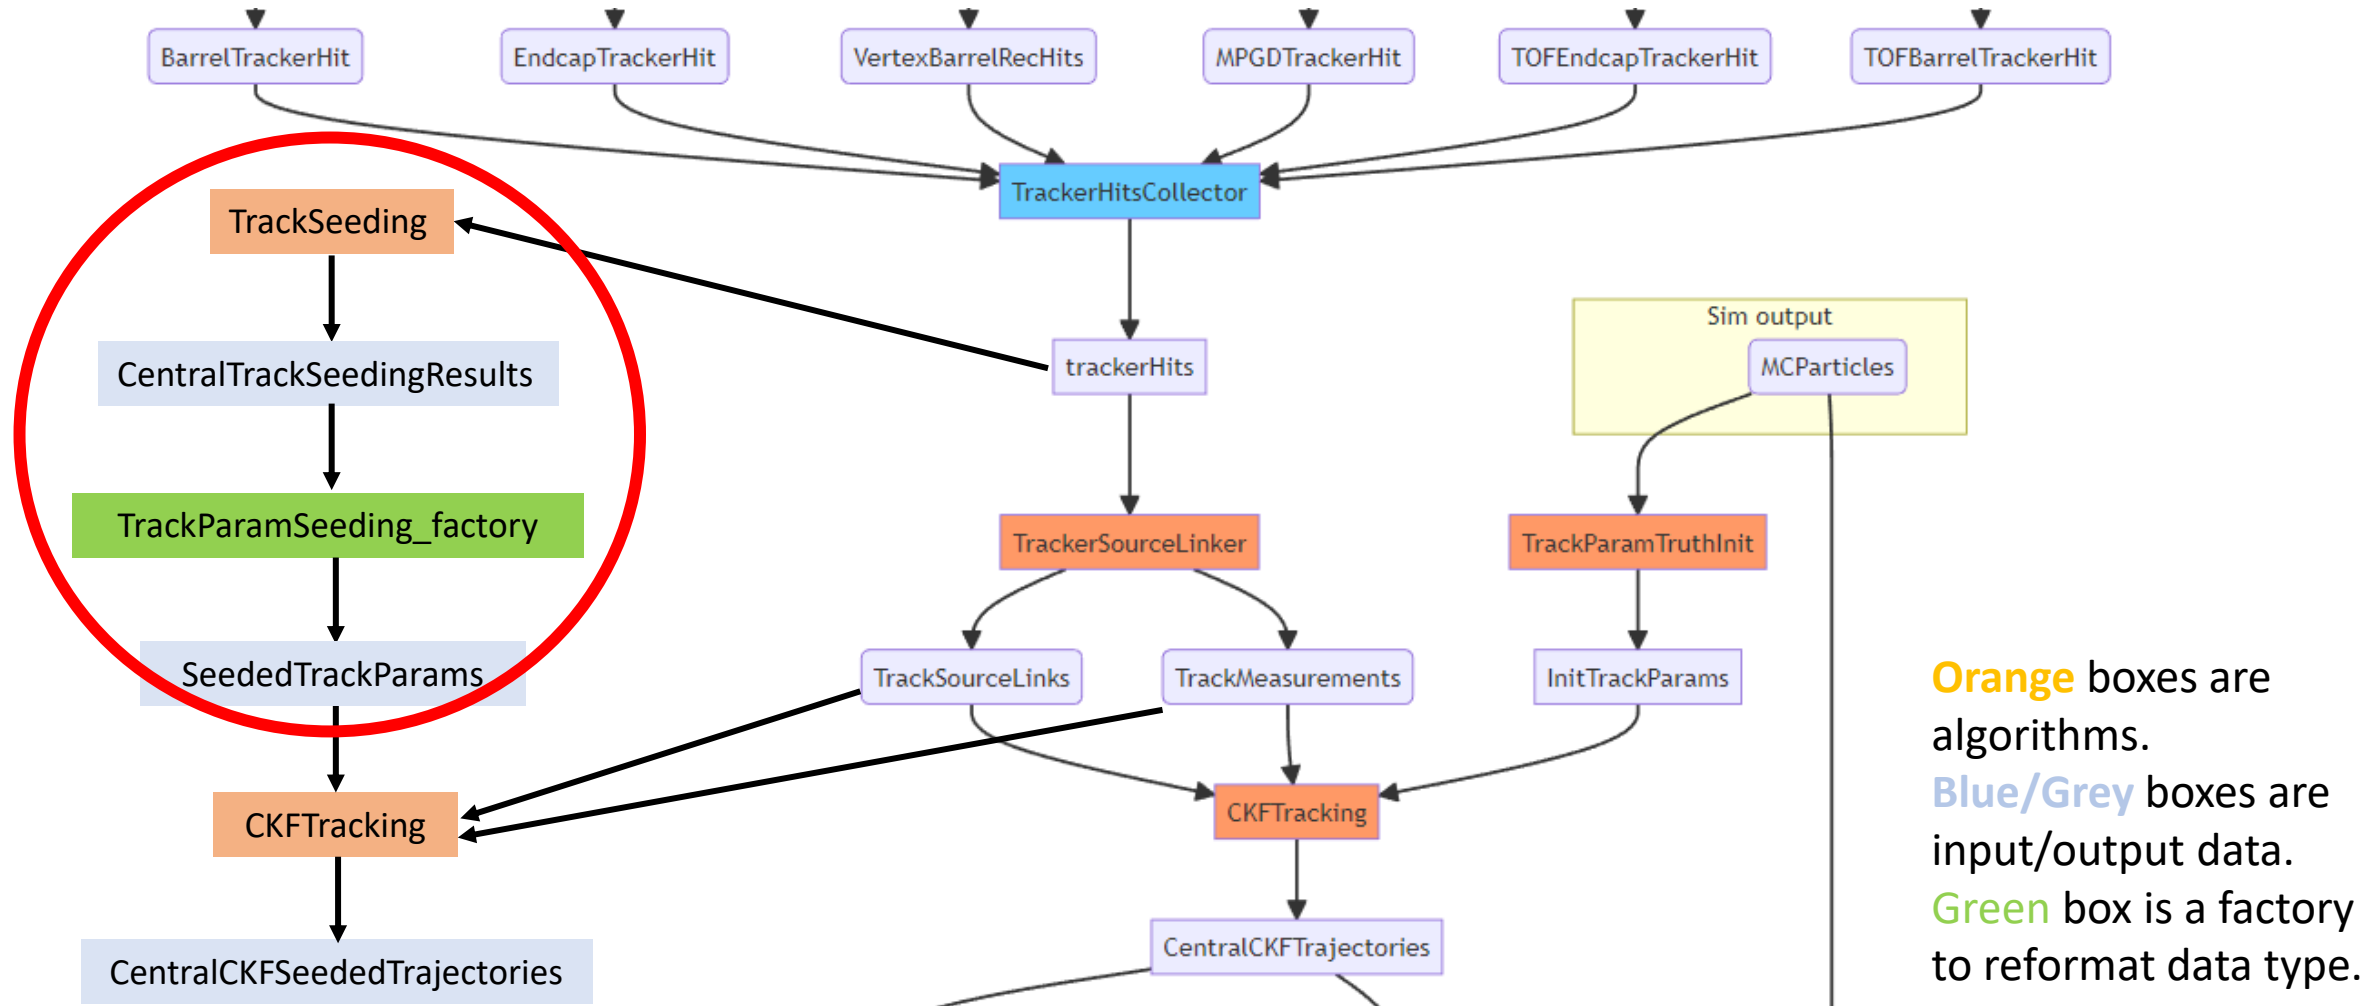 BarrelTrackerHit
EndcapTrackerHit
VertexBarrelRecHits
MPGDTrackerHit
TOFEndcapTrackerHit
TOFBarrelTrackerHit
TrackerHitsCollector
TrackSeeding
Sim output
CentralTrackSeedingResults
trackerHits
MCParticles
TrackParamSeeding_factory
TrackerSourceLinker
TrackParamTruthInit
SeededTrackParams
TrackSourceLinks
TrackMeasurements
InitTrackParams
CKFTracking
CKFTracking
CentralCKFSeededTrajectories
CentralCKFTrajectories
Orange boxes are
algorithms.
Blue/Grey boxes are
input/output data.
Green box is a factory
to reformat data type.